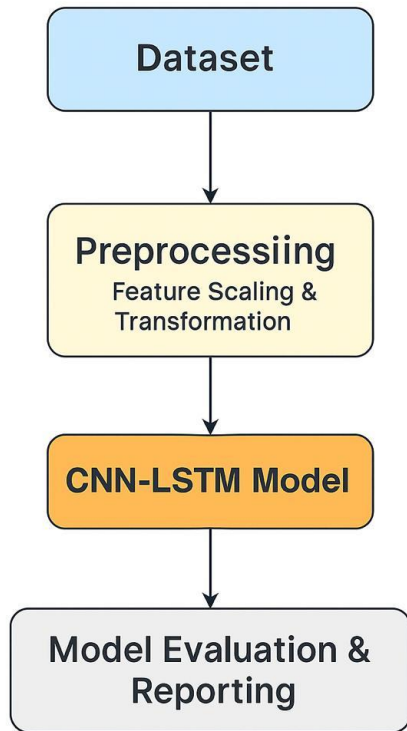 Dataset
Preprocessiing
Feature Scaling &
Transformation
CNN-LSTM Model
Model Evaluation &
Reporting